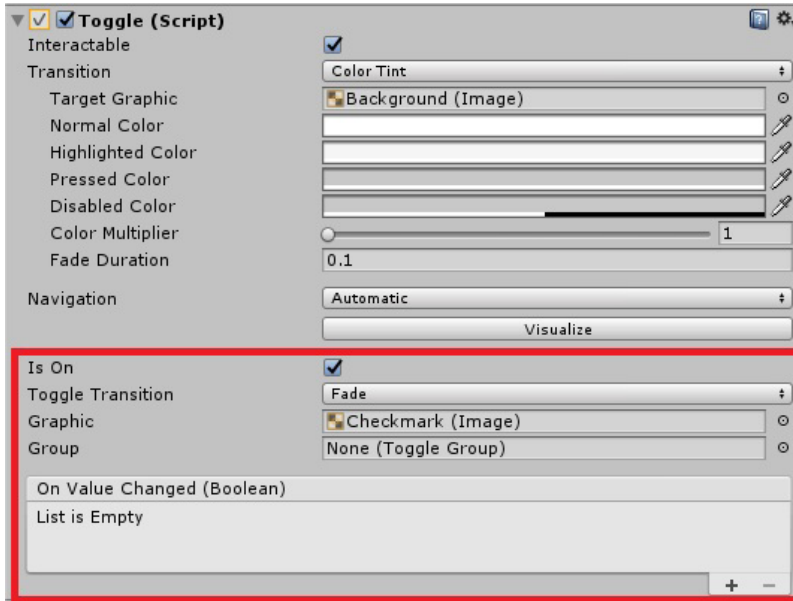 Toggle (Script)
Interactable
Transition Color Tint
Target Graphic Background (Image)
Normal Color
Highlighted Color
Pressed Color
Disabled Color
Color Multiplier 1
Fade Duration 0.1
Navigation Automatic
Visualize
Is On
Toggle Transition Fade
Graphic Checkmark (Image)
Group None (Toggle Group)
On Value Changed (Boolean)
List is Empty